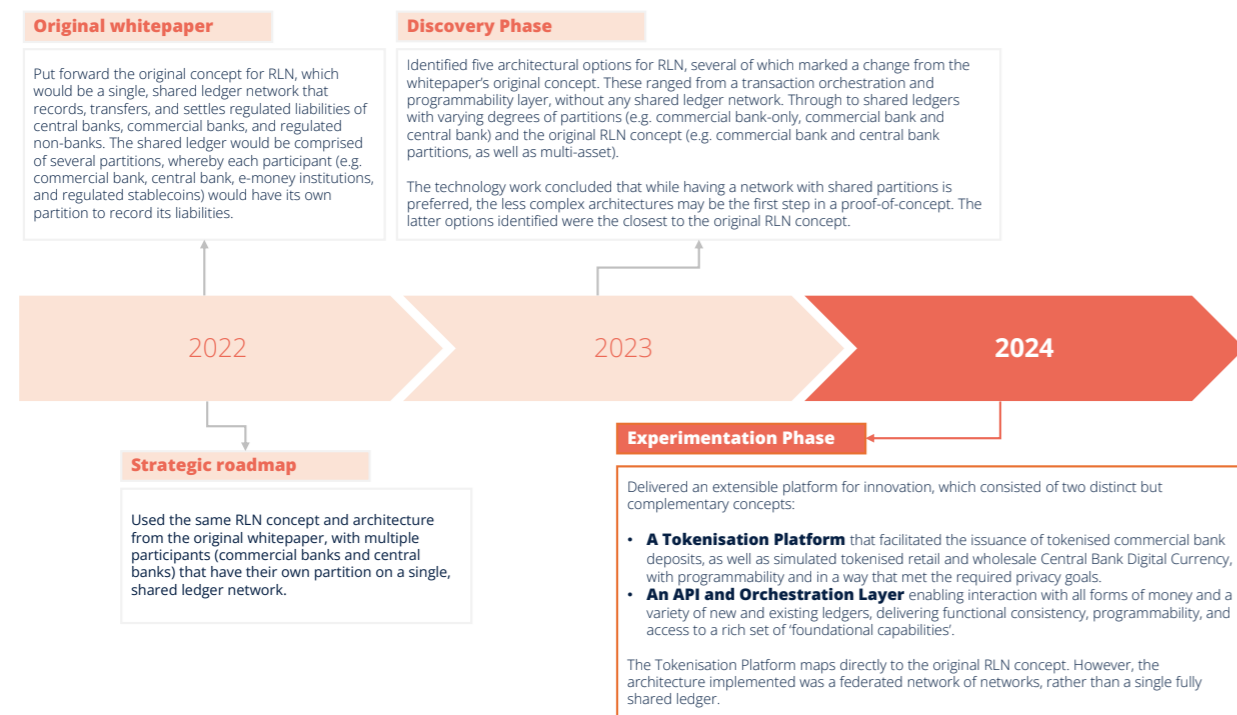 Original whitepaper
Put forward the original concept for RLN, which
would be a single, shared ledger network that
records, transfers, and settles regulated liabilities of
central banks, commercial banks, and regulated
non-banks. The shared ledger would be comprised
of several partitions, whereby each participant (e.g.
commercial bank, central bank, e-money institutions,
and regulated stablecoins) would have its own
partition to record its liabilities.
Discovery Phase
Identified five architectural options for RLN, several of which marked a change from the
whitepaper's original concept. These ranged from a transaction orchestration and
programmability layer, without any shared ledger network. Through to shared ledgers
with varying degrees of partitions (e.g. commercial bank-only, commercial bank and
central bank) and the original RLN concept (e.g. commercial bank and central bank
partitions, as well as multi-asset).
The technology work concluded that while having a network with shared partitions is
preferred, the less complex architectures may be the first step in a proof-of-concept. The
latter options identified were the closest to the original RLN concept.
2022
2023
2024
Strategic roadmap
Used the same RLN concept and architecture
from the original whitepaper, with multiple
participants (commercial banks and central
banks) that have their own partition on a single,
shared ledger network.
Experimentation Phase
Delivered an extensible platform for innovation, which consisted of two distinct but
complementary concepts:
• A Tokenisation Platform that facilitated the issuance of tokenised commercial bank
deposits, as well as simulated tokenised retail and wholesale Central Bank Digital Currency,
with programmability and in a way that met the required privacy goals.
• An API and Orchestration Layer enabling interaction with all forms of money and a
variety of new and existing ledgers, delivering functional consistency, programmability, and
access to a rich set of 'foundational capabilities'.
The Tokenisation Platform maps directly to the original RLN concept. However, the
architecture implemented was a federated network of networks, rather than a single fully
shared ledger.